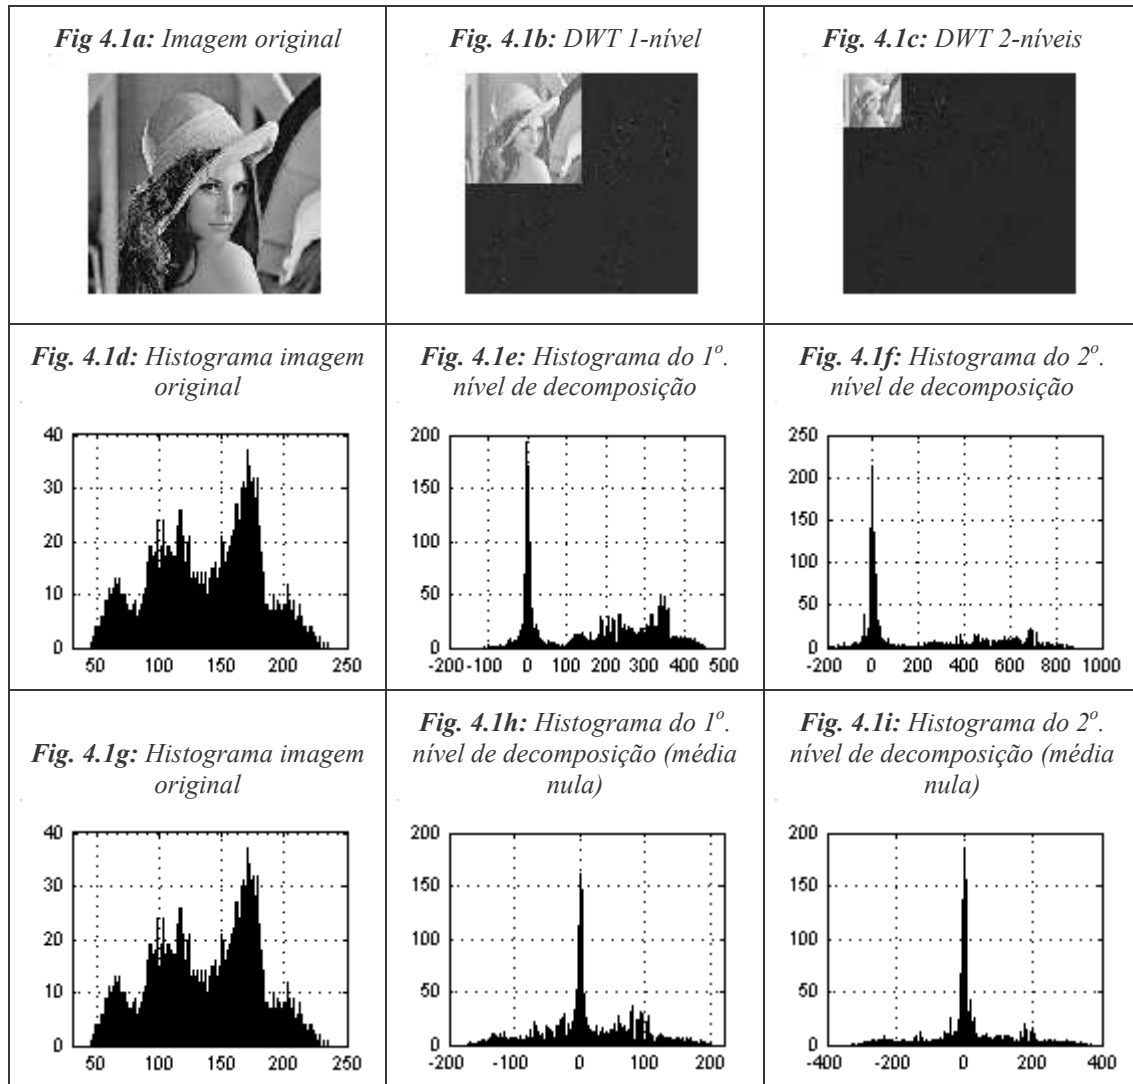 Fig 4.1a: Imagem original
Fig. 4.1b: DWT 1-nível
Fig. 4.1c: DWT 2-níveis
Fig. 4.1d: Histograma imagem
original
Fig. 4.1e: Histograma do 1º.
nível de decomposição
Fig. 4.1f: Histograma do 2º.
nível de decomposição
40
30
20
10
0
50 100 150 200 250
200
150
100
50
0
-200 -100 0 100 200 300 400 500
250
200
150
100
50
0
-200 0 200 400 600 800 1000
Fig. 4.1g: Histograma imagem
original
Fig. 4.1h: Histograma do 1º.
nível de decomposição (média
nula)
Fig. 4.1i: Histograma do 2º.
nível de decomposição (média
nula)
40
30
20
10
0
50 100 150 200 250
200
150
100
50
0
-200 -100 0 100 200
200
150
100
50
0
-400 -200 0 200 400